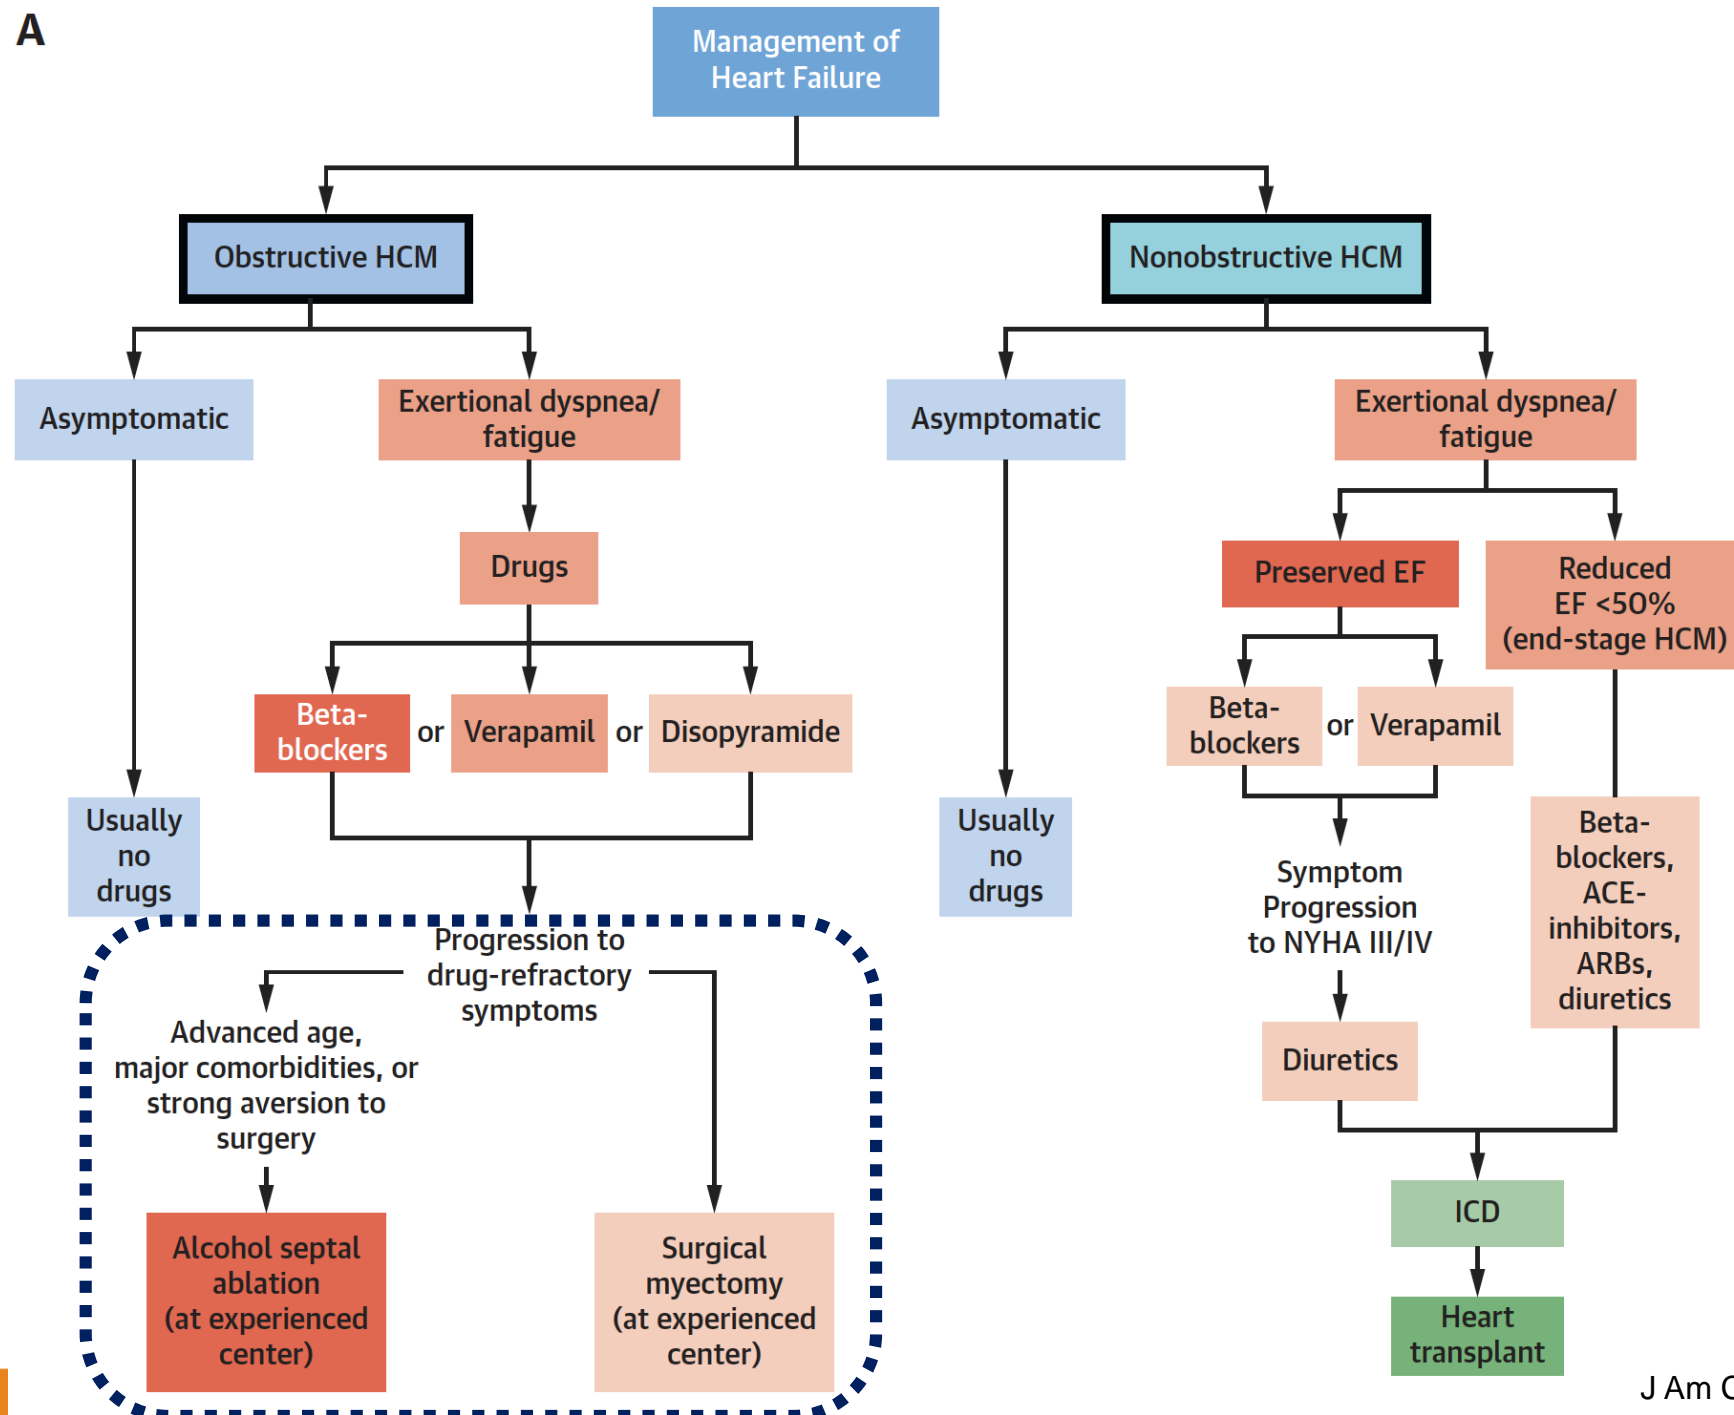 A
Management of
Heart Failure
Obstructive HCM
Nonobstructive HCM
Asymptomatic
Exertional dyspnea/
fatigue
Asymptomatic
Exertional dyspnea/
fatigue
Drugs
Preserved EF
Reduced
EF <50%
(end-stage HCM)
Beta-
blockers
or
Verapamil
or
Disopyramide
Beta-
blockers
or
Verapamil
Usually
no
drugs
Usually
no
drugs
Symptom
Progression
to NYHA III/IV
Beta-
blockers,
ACE-
inhibitors,
ARBs,
diuretics
Progression to
drug-refractory
symptoms
Advanced age,
major comorbidities, or
strong aversion to
surgery
Diuretics
Alcohol septal
ablation
(at experienced
center)
Surgical
myectomy
(at experienced
center)
ICD
Heart
transplant
J Am